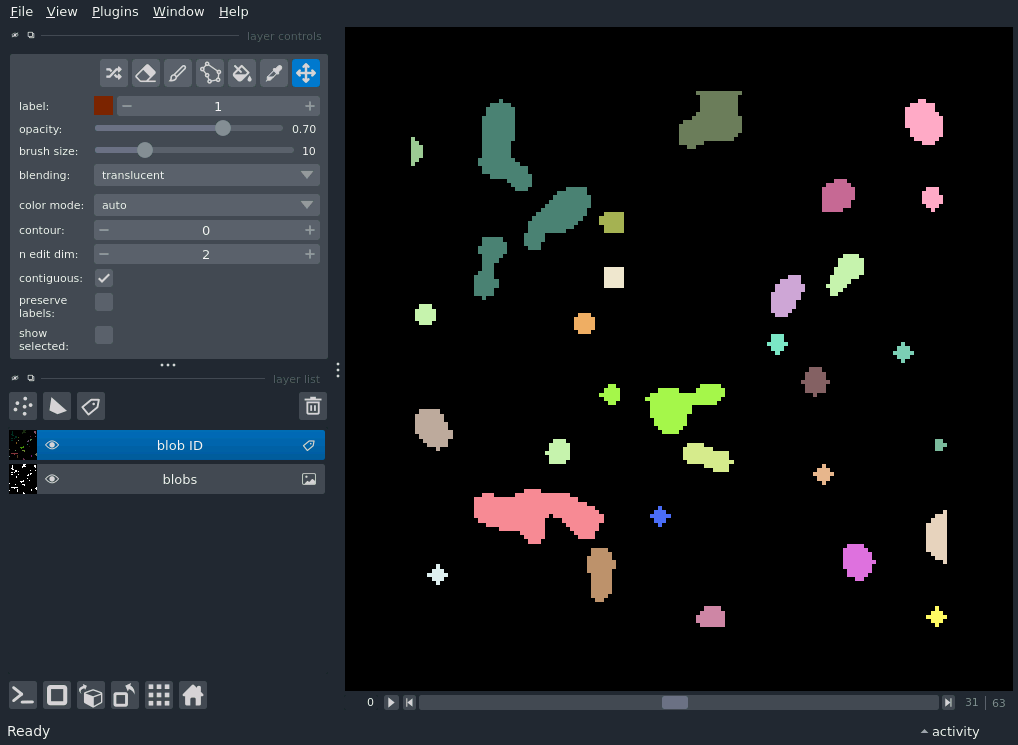 File View Plugins Window Help
layer controls
label: 1
opacity: 0.70
brush size: 10
blending: translucent
color mode: auto
contour: 0
n edit dim: 2
contiguous:
preserve
labels:
show
selected:
layer list
blob ID
blobs
0 31 | 63
Ready activity